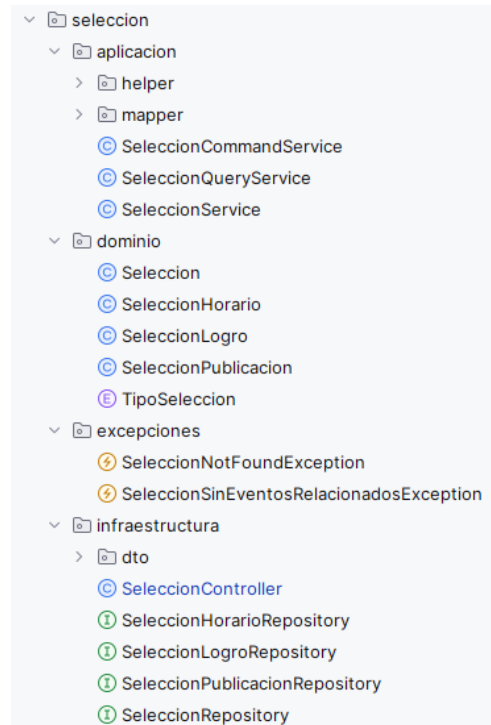 seleccion
aplicacion
helper
mapper
C SeleccionCommandService
C SeleccionQueryService
C SeleccionService
dominio
C Seleccion
C SeleccionHorario
C SeleccionLogro
C SeleccionPublicacion
E TipoSeleccion
excepciones
SeleccionNotFoundException
SeleccionSinEventosRelacionadosException
infraestructura
dto
C SeleccionController
I SeleccionHorarioRepository
I SeleccionLogroRepository
I SeleccionPublicacionRepository
I SeleccionRepository